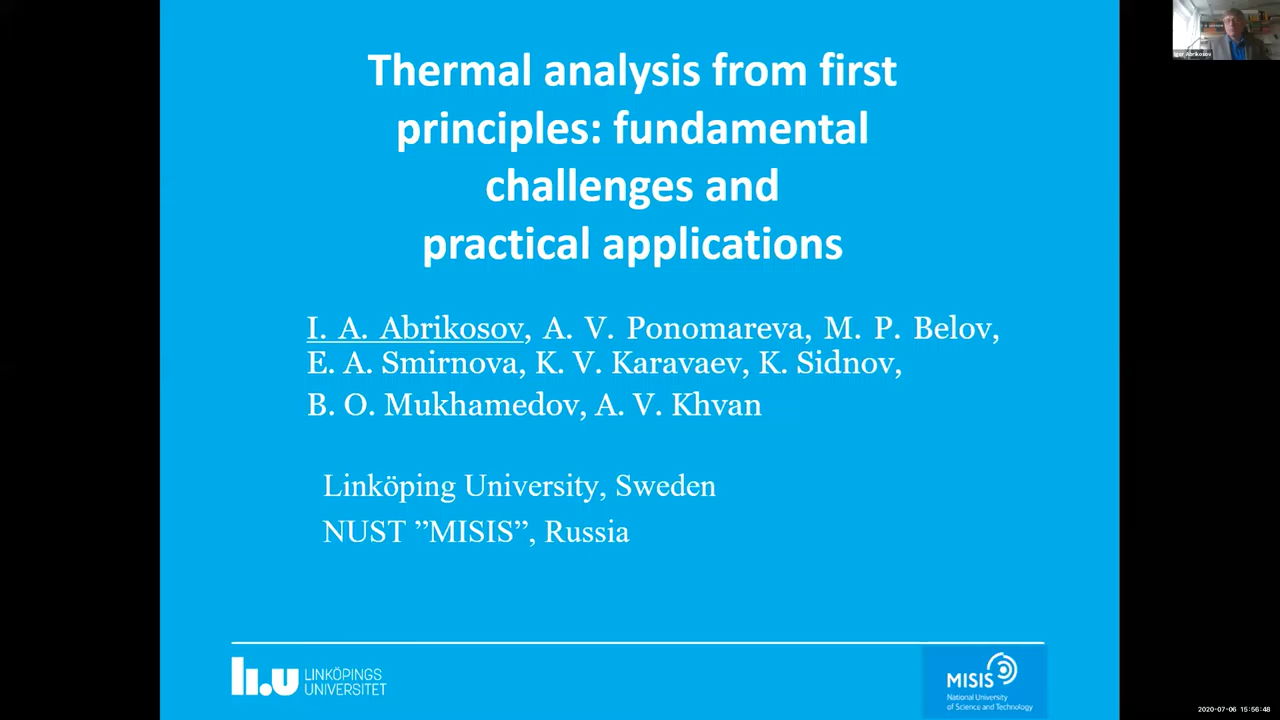 Thermal analysis from first
principles: fundamental
challenges and
practical applications
I. A. Abrikosov, A. V. Ponomareva, M. P. Belov,
E. A. Smirnova, K. V. Karavaev, K. Sidnov,
B. O. Mukhamedov, A. V. Khvan
Linköping University, Sweden
NUST ”MISIS”, Russia
LINKÖPINGS
UNIVERSITET
MISIS
National University
of Science and Technology
Igor Abrikosov
2020-07-06 15:56:48